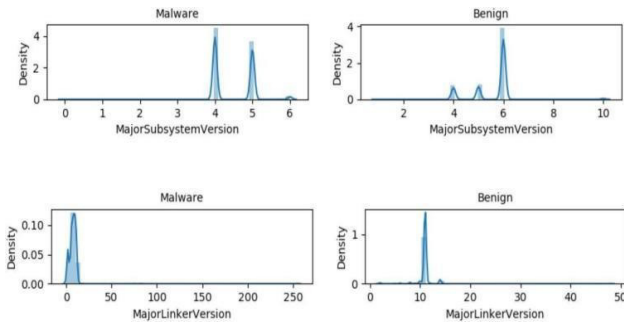 Malware
Benign
4
2
0
Density
0 1 2 3 4 5 6
MajorSubsystemVersion
4
2
0
Density
2 4 6 8 10
MajorSubsystemVersion
Malware
Benign
0.10
0.05
0.00
Density
0 50 100 150 200 250
MajorLinkerVersion
1
0
Density
0 10 20 30 40 50
MajorLinkerVersion